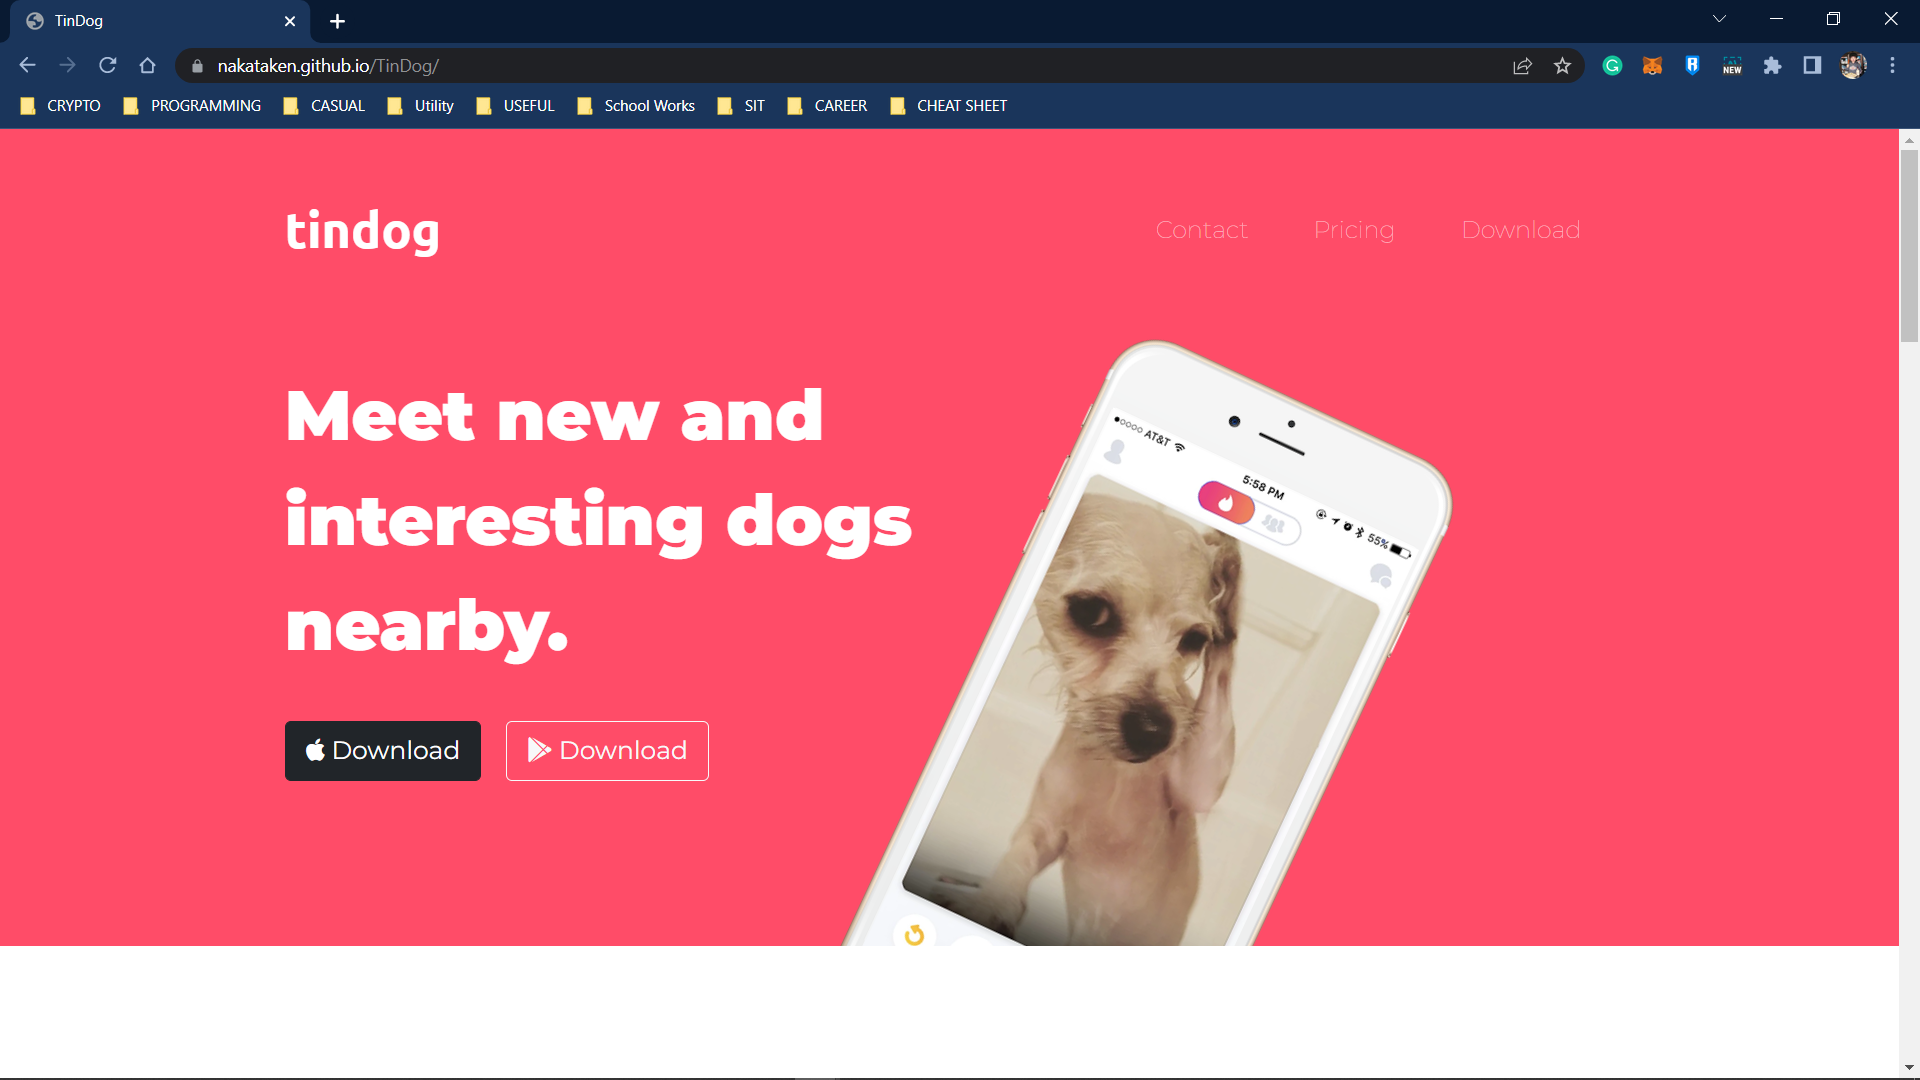 TinDog
nakataken.github.io/TinDog/
NEW
CRYPTO PROGRAMMING CASUAL Utility USEFUL School Works SIT CAREER CHEAT SHEET
tindog
Contact Pricing Download
Meet new and
interesting dogs
nearby.
Download Download
AT&T
5:58 PM
55%